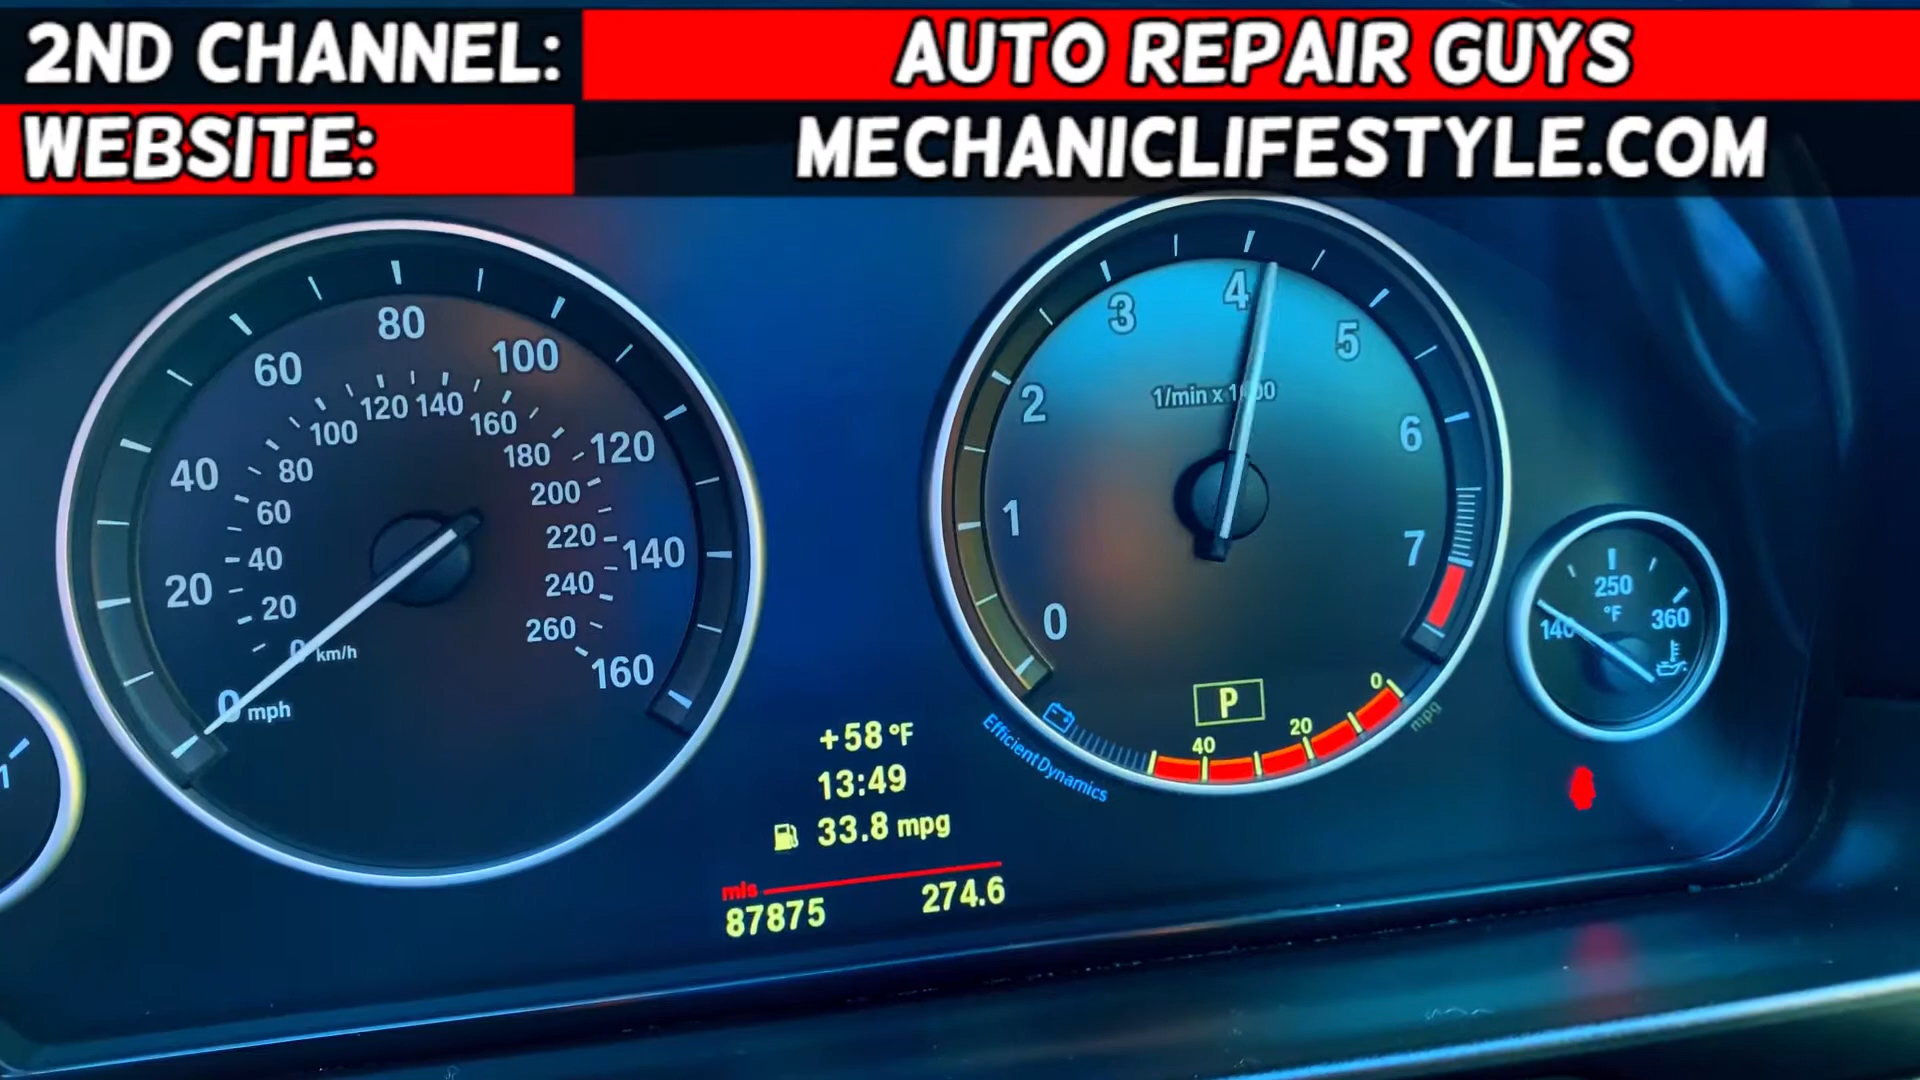 2ND CHANNEL: AUTO REPAIR GUYS
WEBSITE: MECHANICLIFESTYLE.COM
0 20 40 60 80 100 120 140 160
mph
0 20 40 60 80 100 120 140 160 180 200 220 240 260
km/h
0 1 2 3 4 5 6 7
1/min x 1000
P
40 20 0
mpg
EfficientDynamics
140 250 360
°F
1
+58 °F
13:49
33.8 mpg
mls
87875 274.6